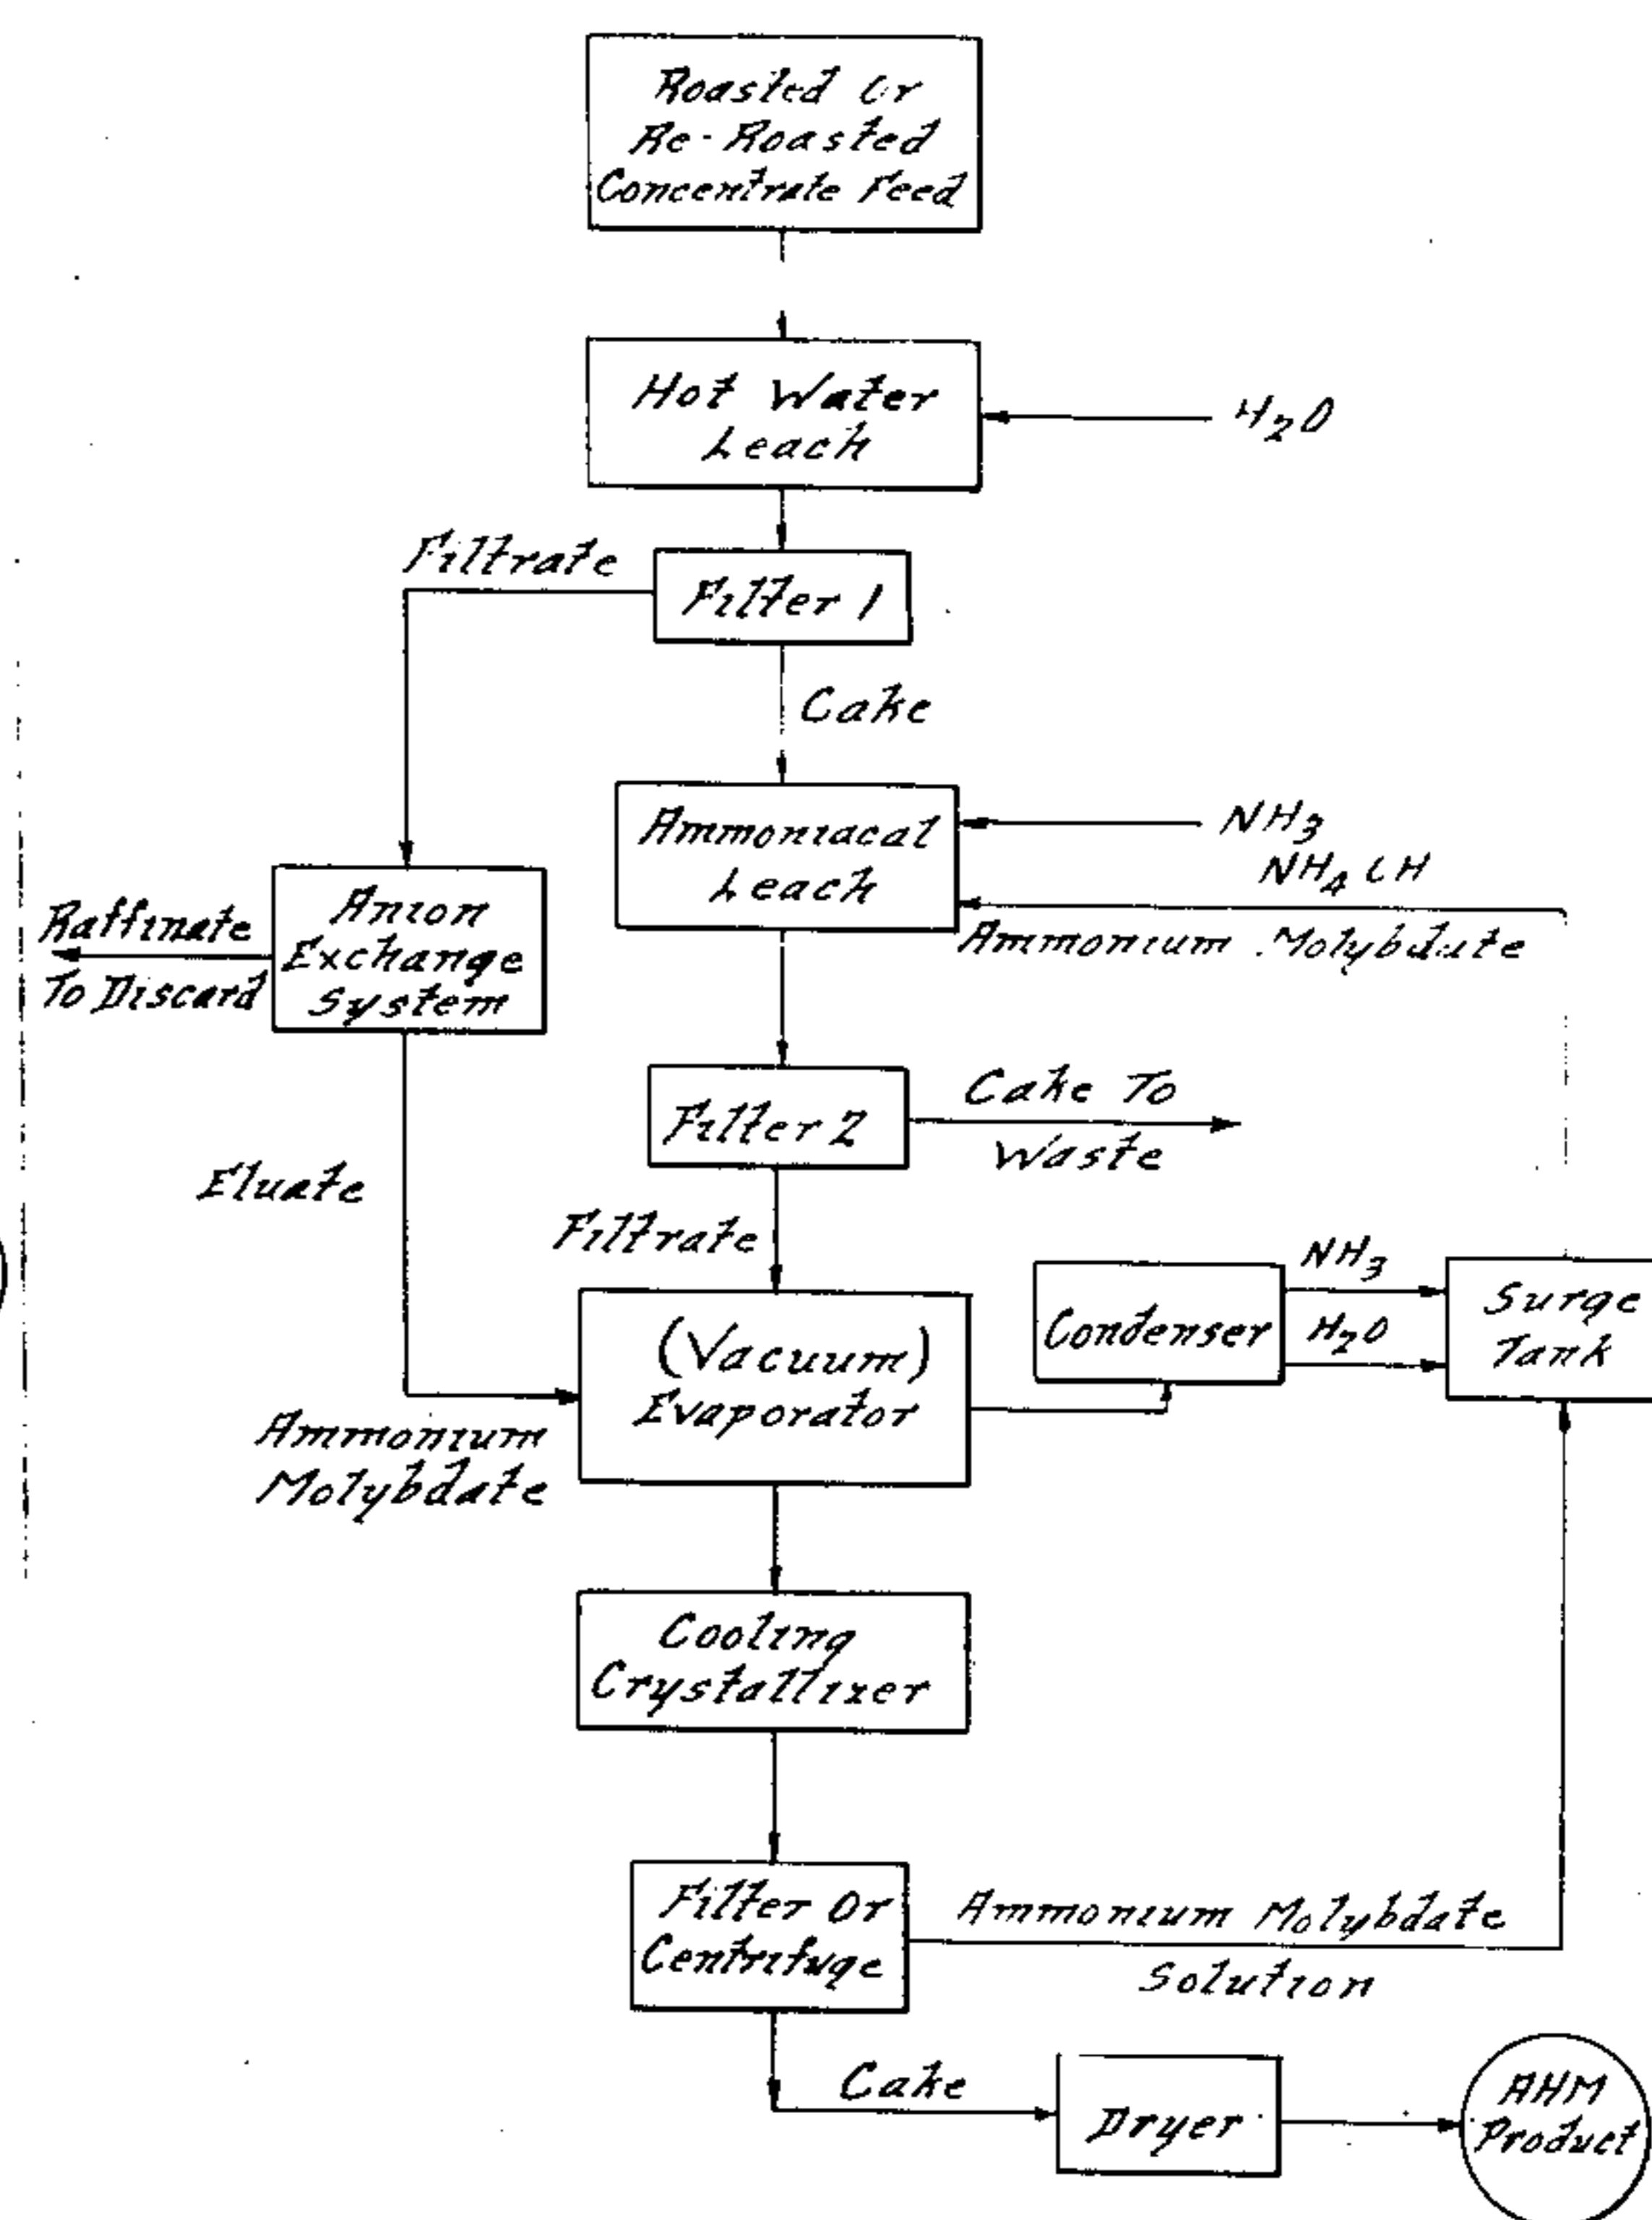 Roasted Or
Re-Roasted
Concentrate Feed
Hot Water
Leach
H2O
Filtrate
Filter 1
Cake
Ammoniacal
Leach
NH3
NH4 OH
Ammonium Molybdate
Anion
Exchange
System
Raffinate
To Discard
Filter 2
Cake To
Waste
Eluate
Filtrate
(Vacuum)
Evaporator
Condenser
NH3
H2O
Surge
Tank
Ammonium
Molybdate
Cooling
Crystallizer
Filter Or
Centrifuge
Ammonium Molybdate
Solution
Cake
Dryer
AHM
Product